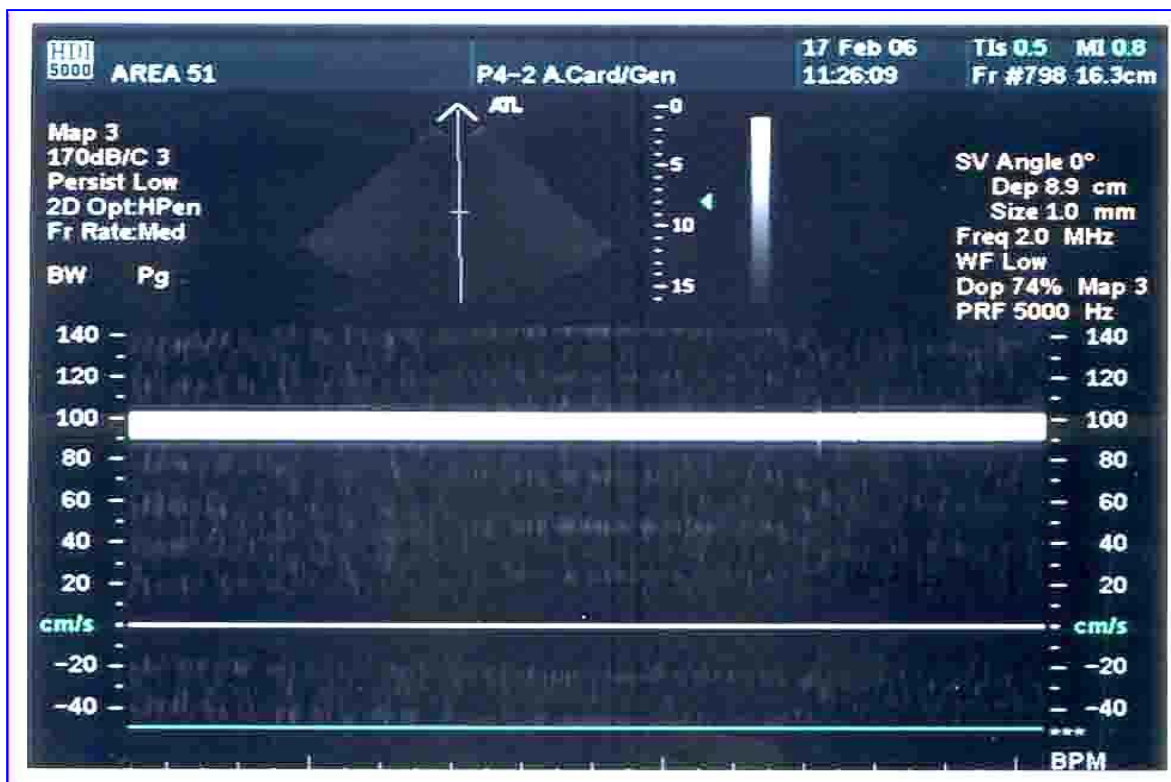 HDI
5000
AREA 51
P4-2 A.Card/Gen
17 Feb 06
11:26:09
TIs 0.5 MI 0.8
Fr #798 16.3cm
Map 3
170dB/C 3
Persist Low
2D Opt:HPen
Fr Rate:Med
BW Pg
ATL
0
5
10
15
SV Angle 0°
Dep 8.9 cm
Size 1.0 mm
Freq 2.0 MHz
WF Low
Dop 74% Map 3
PRF 5000 Hz
140
120
100
80
60
40
20
cm/s
-20
-40
140
120
100
80
60
40
20
cm/s
-20
-40
***
BPM